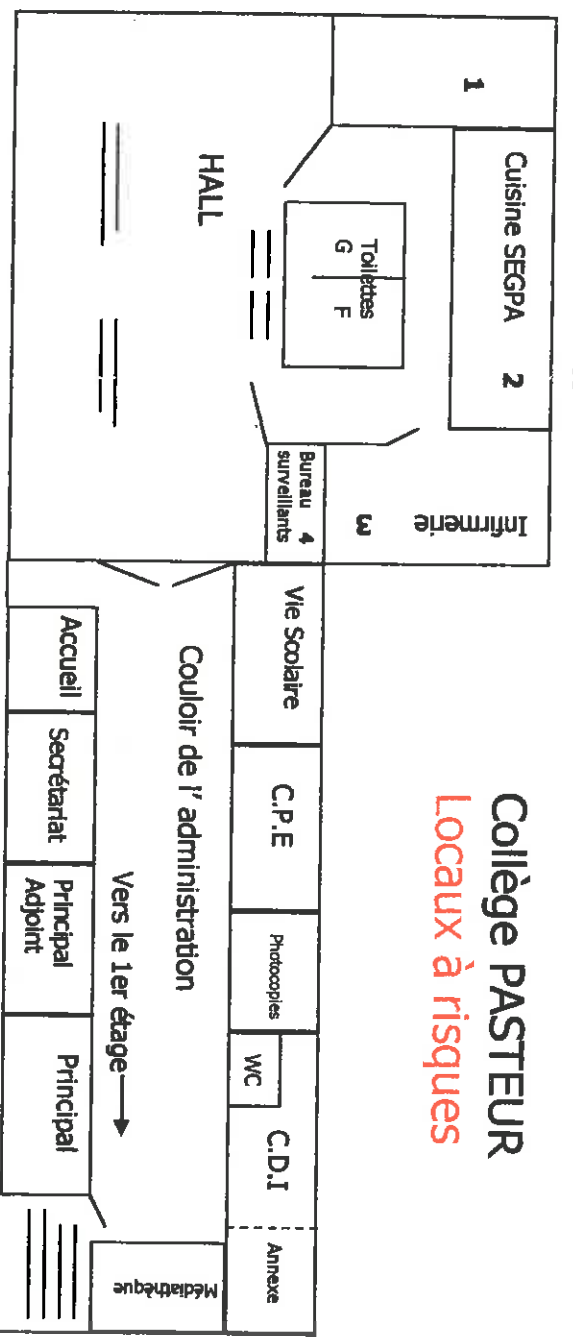 Collège PASTEUR
Locaux à risques
1
Cuisine SEGPA 2
Toilettes
G F
HALL
Infirmerie 3
Bureau 4
surveillants
Vie Scolaire
C.P.E
Photocopies
WC
C.D.I
Annexe
Couloir de l' administration
Vers le 1er étage
Médiathèque
Accueil
Secrétariat
Principal
Adjoint
Principal